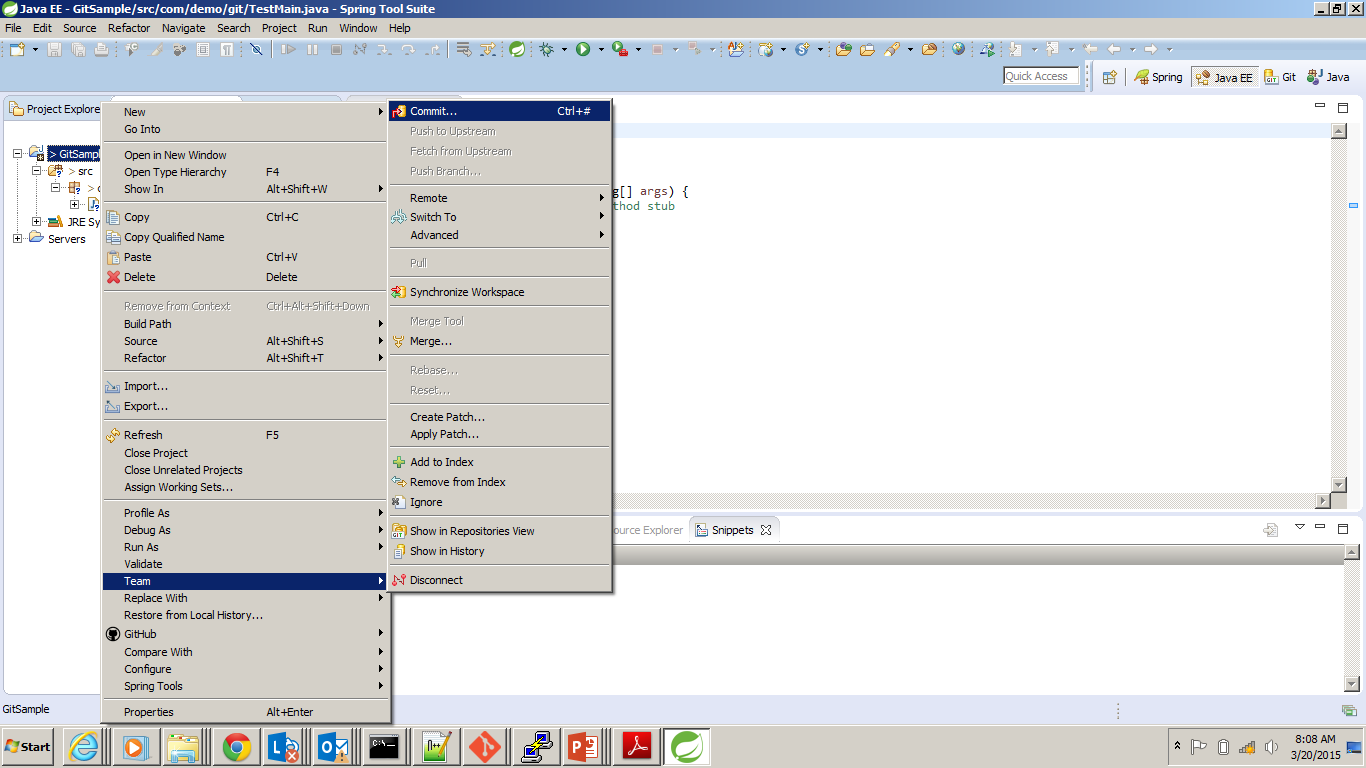 Java EE - GitSample/src/com/demo/git/TestMain.java - Spring Tool Suite
File Edit Source Refactor Navigate Search Project Run Window Help
Quick Access Spring Java EE Git Java
Project Explore
> GitSamp
> src
>
JRE Sy
Servers
New
Go Into
Open in New Window
Open Type Hierarchy F4
Show In Alt+Shift+W
Copy Ctrl+C
Copy Qualified Name
Paste Ctrl+V
Delete Delete
Remove from Context Ctrl+Alt+Shift+Down
Build Path
Source Alt+Shift+S
Refactor Alt+Shift+T
Import...
Export...
Refresh F5
Close Project
Close Unrelated Projects
Assign Working Sets...
Profile As
Debug As
Run As
Validate
Team
Replace With
Restore from Local History...
GitHub
Compare With
Configure
Spring Tools
Properties Alt+Enter
Commit... Ctrl+#
Push to Upstream
Fetch from Upstream
Push Branch...
Remote
Switch To
Advanced
Pull
Synchronize Workspace
Merge Tool
Merge...
Rebase...
Reset...
Create Patch...
Apply Patch...
Add to Index
Remove from Index
Ignore
Show in Repositories View
Show in History
Disconnect
g[] args) {
thod stub
ource Explorer Snippets
GitSample
Start
8:08 AM
3/20/2015